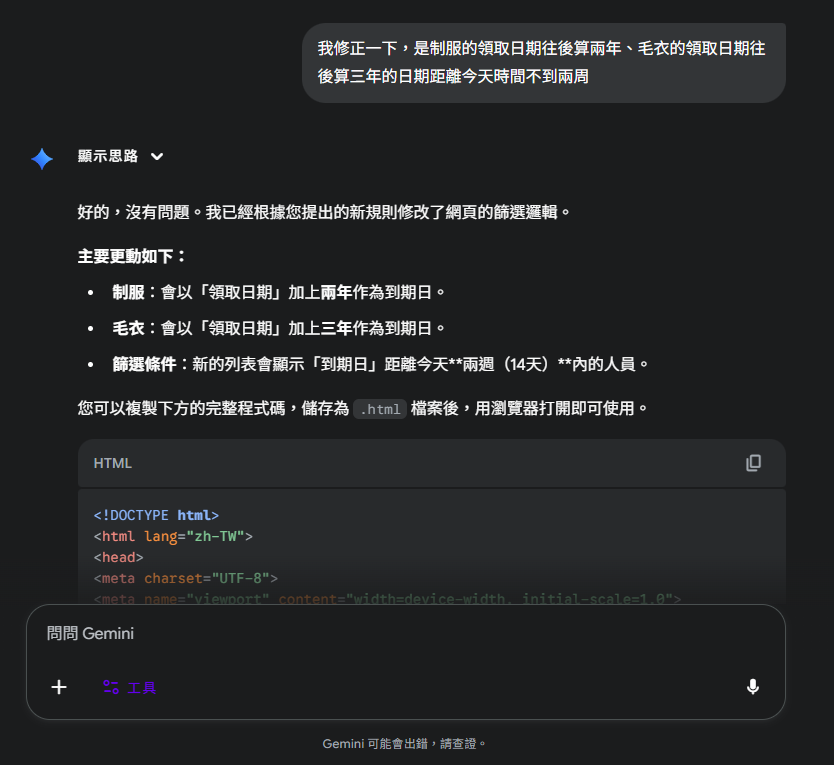 我修正一下，是制服的領取日期往後算兩年、毛衣的領取日期往
後算三年的日期距離今天時間不到兩周
顯示思路
好的，沒有問題。我已經根據您提出的新規則修改了網頁的篩選邏輯。
主要更動如下：
• 制服：會以「領取日期」加上兩年作為到期日。
• 毛衣：會以「領取日期」加上三年作為到期日。
• 篩選條件：新的列表會顯示「到期日」距離今天**兩週（14天）**內的人員。
您可以複製下方的完整程式碼，儲存為 .html 檔案後，用瀏覽器打開即可使用。
HTML
<!DOCTYPE html>
<html lang="zh-TW">
<head>
<meta charset="UTF-8">
<meta name="viewport" content="width=device-width, initial-scale=1.0">
問問 Gemini
工具
Gemini 可能會出錯，請查證。